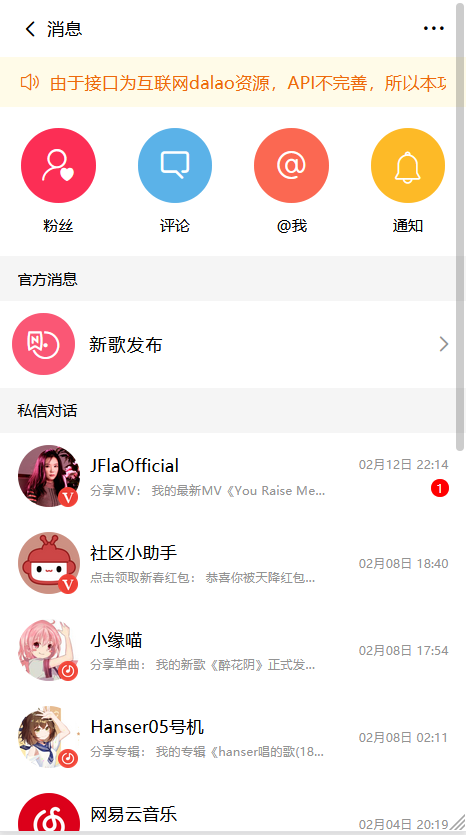 消息
由于接口为互联网dalao资源，API不完善，所以本
粉丝
评论
@我
通知
官方消息
新歌发布
私信对话
JFlaOfficial
02月12日 22:14
分享MV： 我的最新MV《You Raise Me...
1
社区小助手
02月08日 18:40
点击领取新春红包： 恭喜你被天降红包...
小缘喵
02月08日 17:54
分享单曲： 我的新歌《醉花阴》正式发...
Hanser05号机
02月08日 02:11
分享专辑： 我的专辑《hanser唱的歌(18...
网易云音乐
02月04日 20:19